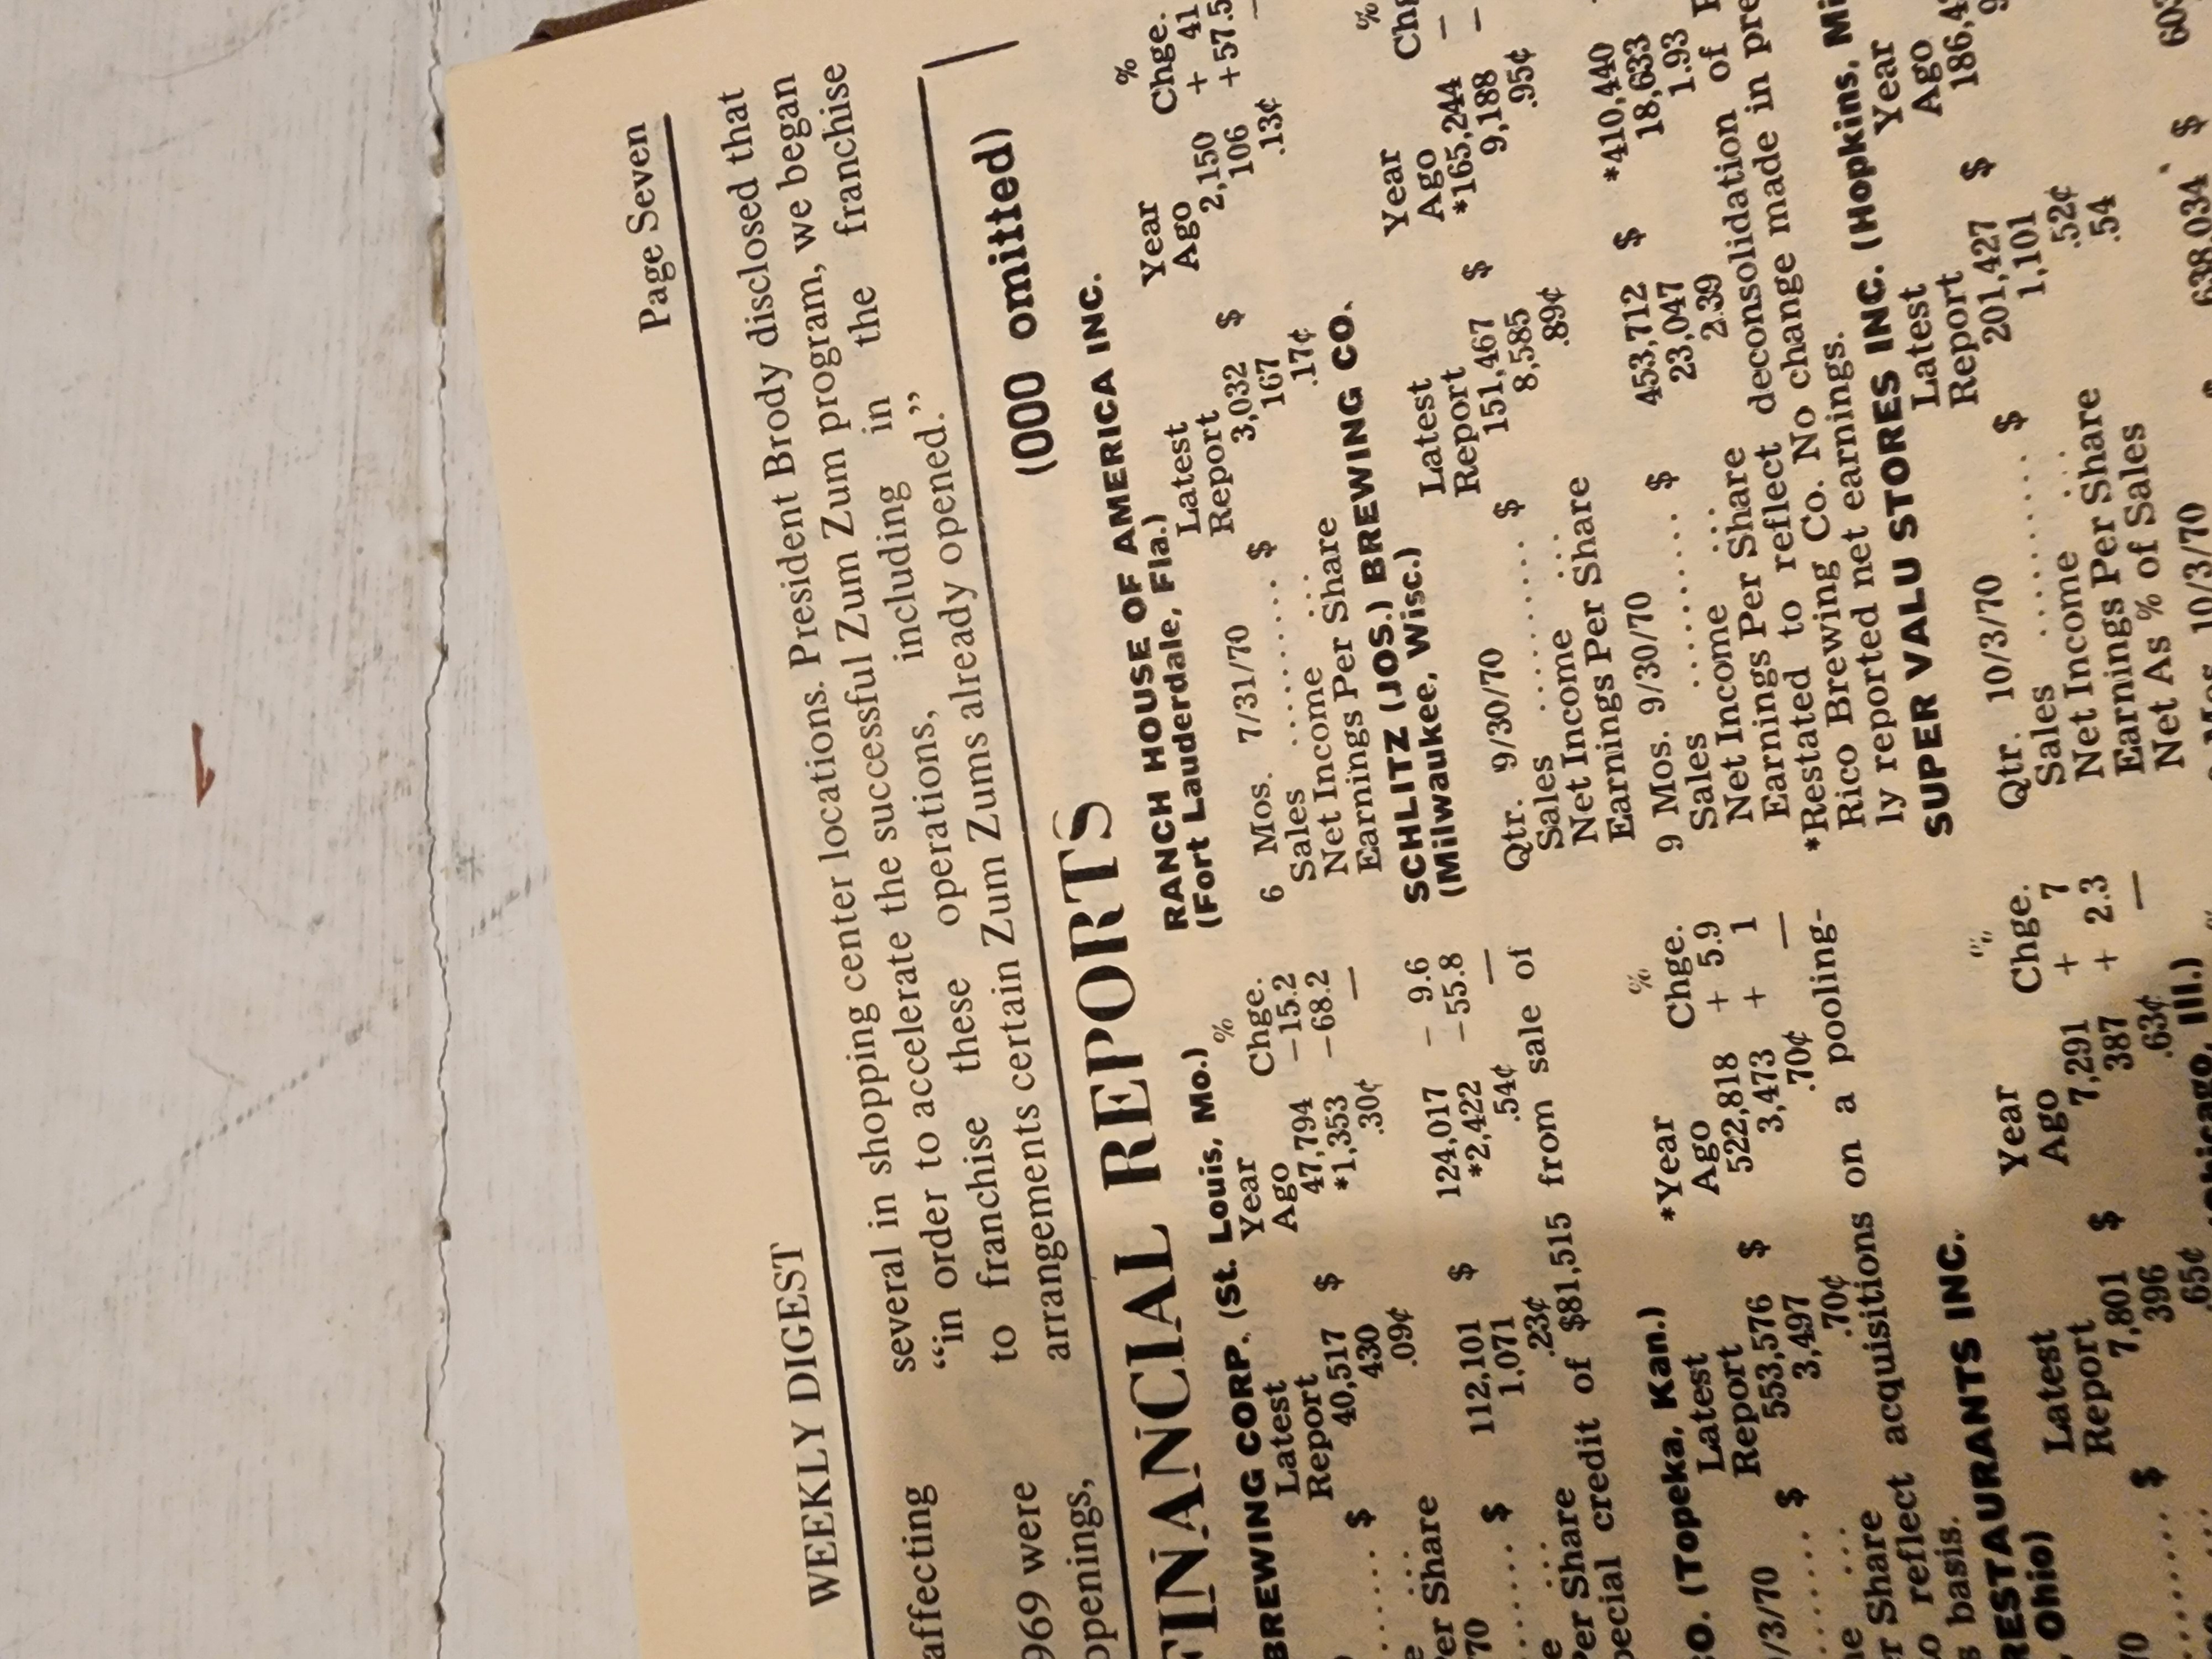 WEEKLY DIGEST
Page Seven
affecting
969 were
openings,
several in shopping center locations. President Brody disclosed that
“in order to accelerate the successful Zum Zum program, we began
to franchise these operations, including in the franchise
arrangements certain Zum Zums already opened.”
FINANCIAL REPORTS
(000 omitted)
BREWING CORP. (St. Louis, Mo.)
Latest Year %
Report Ago Chge.
$ 40,517 $ 47,794 –15.2
430 *1,353 –68.2
Per Share .09¢ .30¢ —
70 $ 112,101 $ 124,017 – 9.6
1,071 *2,422 –55.8
Per Share .23¢ .54¢ —
special credit of $81,515 from sale of
CO. (Topeka, Kan.)
Latest *Year %
/3/70 Report Ago Chge.
$ 553,576 $ 522,818 + 5.9
3,497 3,473 + 1
Share .70¢ .70¢ —
reflect acquisitions on a pooling-
basis.
RESTAURANTS INC.
, Ohio)
Latest Year
Report Ago Chge.
$ 7,801 $ 7,291 + 7
396 387 + 2.3
.65¢ .63¢ —
Ill.)
RANCH HOUSE OF AMERICA INC.
(Fort Lauderdale, Fla.)
Latest Year %
6 Mos. 7/31/70 Report Ago Chge.
Sales ......... $ 3,032 $ 2,150 + 41
Net Income .. 167 106 +57.5
Earnings Per Share .17¢ .13¢ —
SCHLITZ (JOS.) BREWING CO.
(Milwaukee, Wisc.)
Latest Year %
Qtr. 9/30/70 Report Ago
Sales ......... $ 151,467 $ *165,244 –
Net Income .. 8,585 9,188 –
Earnings Per Share .89¢ .95¢
9 Mos. 9/30/70
Sales ......... $ 453,712 $ *410,440
Net Income .. 23,047 18,633
Earnings Per Share 2.39 1.93
*Restated to reflect deconsolidation of
Rico Brewing Co. No change made in
ly reported net earnings.
SUPER VALU STORES INC. (Hopkins,
Latest Year
Qtr. 10/3/70 Report Ago
Sales ......... $ 201,427 $
Net Income .. 1,101
Earnings Per Share .52¢
Net As % of Sales .54
10/3/70
638,034 $